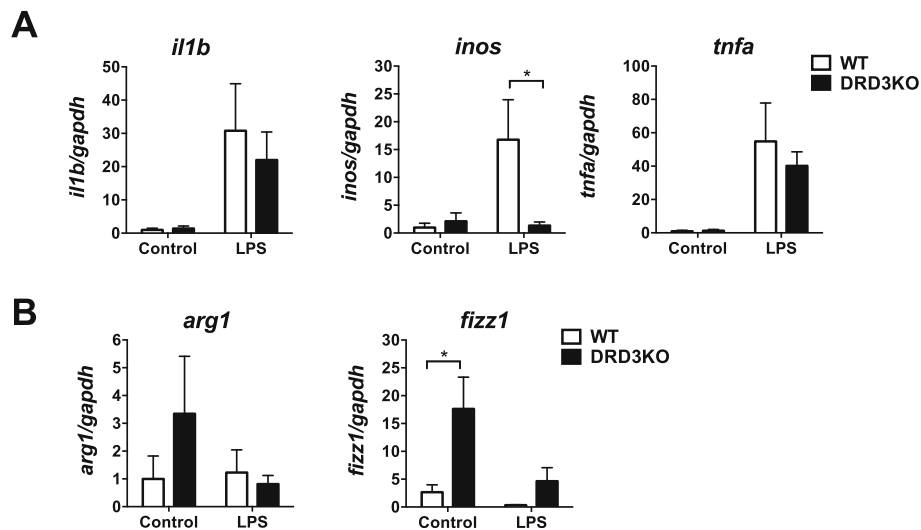 A
il1b
il1b/gapdh
50
40
30
20
10
0
Control LPS
inos
inos/gapdh
30
25
20
15
10
5
0
*
Control LPS
tnfa
tnfa/gapdh
100
80
60
40
20
0
Control LPS
WT
DRD3KO
B
arg1
arg1/gapdh
6
5
4
3
2
1
0
Control LPS
fizz1
fizz1/gapdh
30
25
20
15
10
5
0
*
Control LPS
WT
DRD3KO